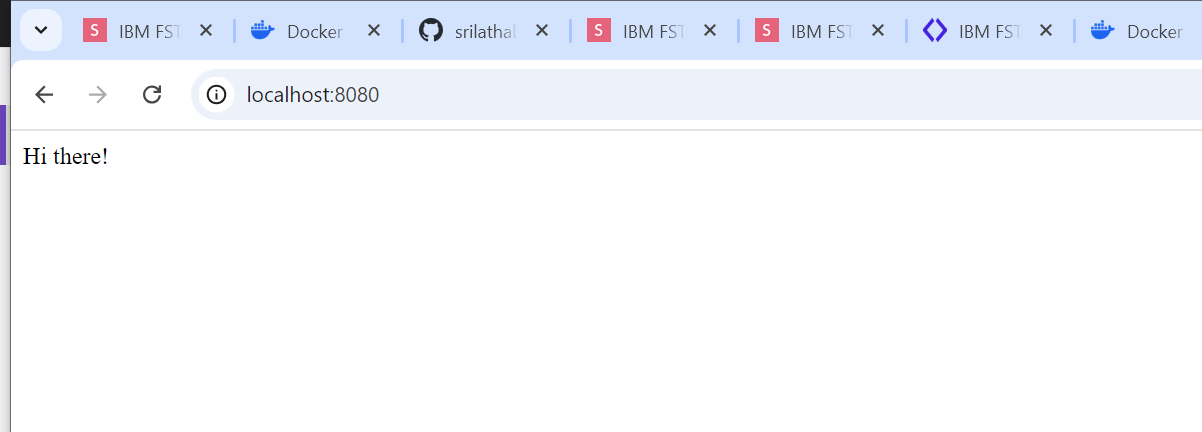 S IBM FST Docker srilathal S IBM FST S IBM FST IBM FST Docker
localhost:8080
Hi there!